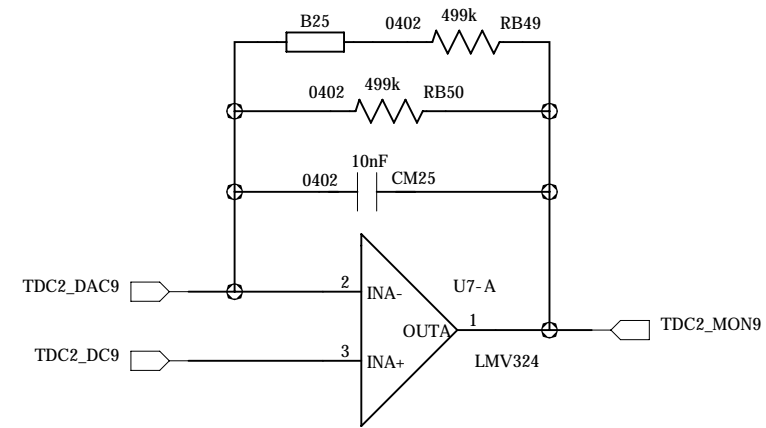 B25
0402 499k RB49
0402 499k RB50
10nF
0402 CM25
TDC2_DAC9
2 INA-
U7-A
OUTA 1
TDC2_MON9
TDC2_DC9
3 INA+
LMV324